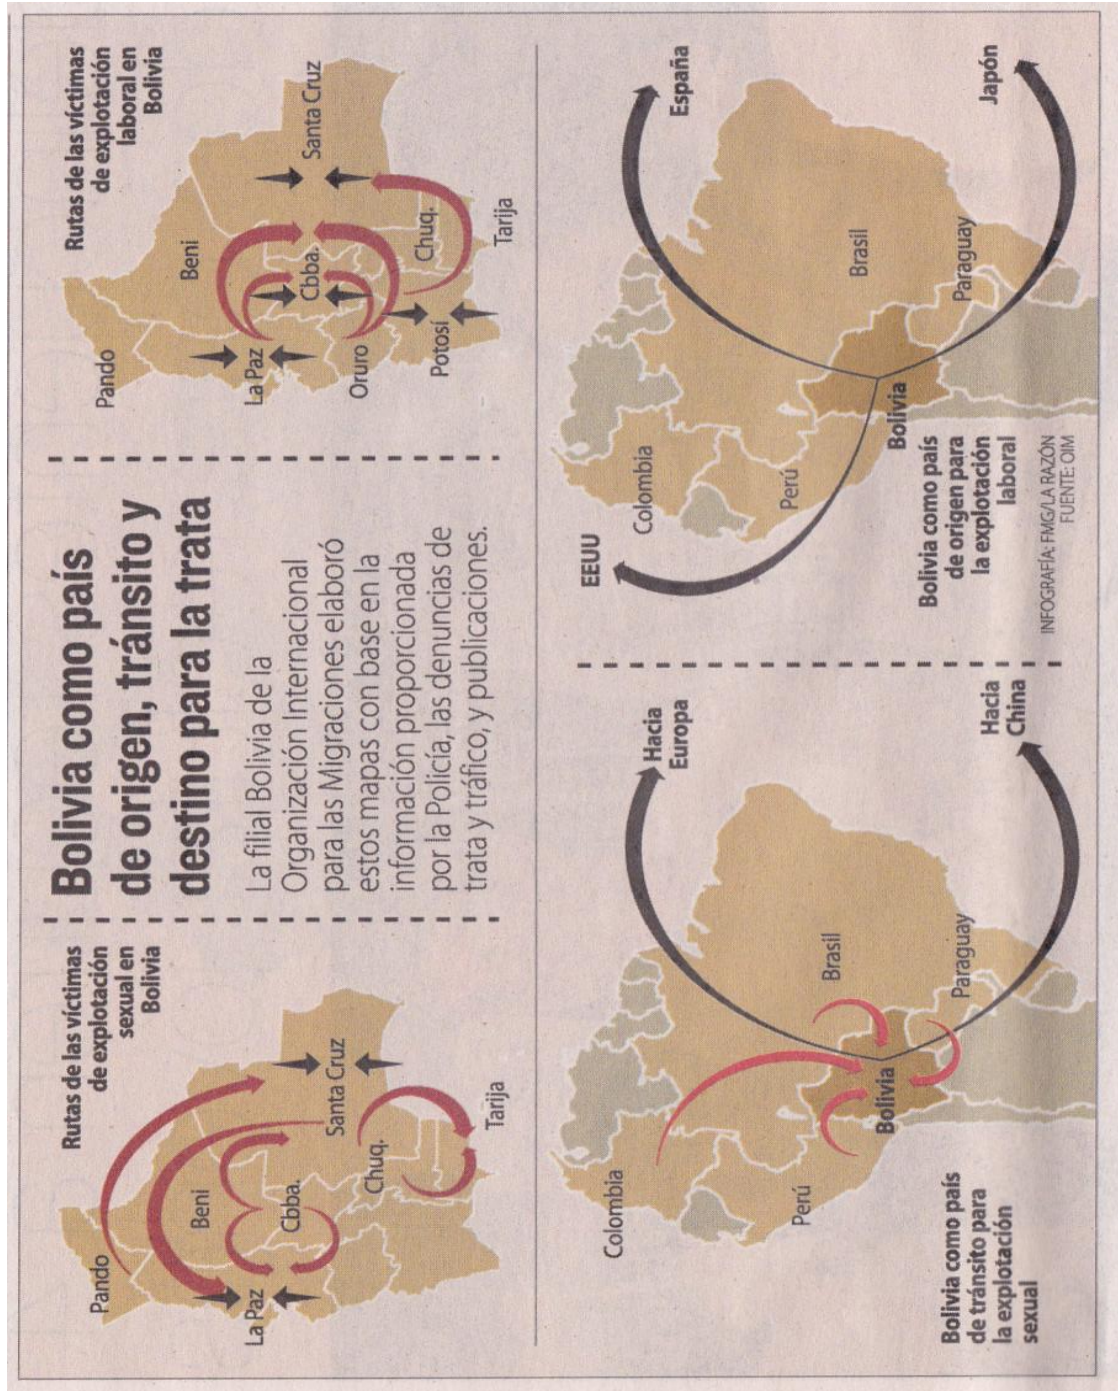 Rutas de las víctimas
de explotación
sexual en
Bolivia
Pando
Beni
La Paz
Cbba.
Santa Cruz
Chuq.
Tarija
Bolivia como país
de origen, tránsito y
destino para la trata
La filial Bolivia de la
Organización Internacional
para las Migraciones elaboró
estos mapas con base en la
información proporcionada
por la Policía, las denuncias de
trata y tráfico, y publicaciones.
Rutas de las víctimas
de explotación
laboral en
Bolivia
Pando
Beni
La Paz
Cbba.
Santa Cruz
Oruro
Chuq.
Potosí
Tarija
Colombia
Perú
Brasil
Bolivia
Paraguay
Hacia
Europa
Hacia
China
Bolivia como país
de tránsito para
la explotación
sexual
EEUU
España
Colombia
Perú
Brasil
Bolivia
Paraguay
Japón
Bolivia como país
de origen para
la explotación
laboral
INFOGRAFÍA: FMG/LA RAZÓN
FUENTE: OIM